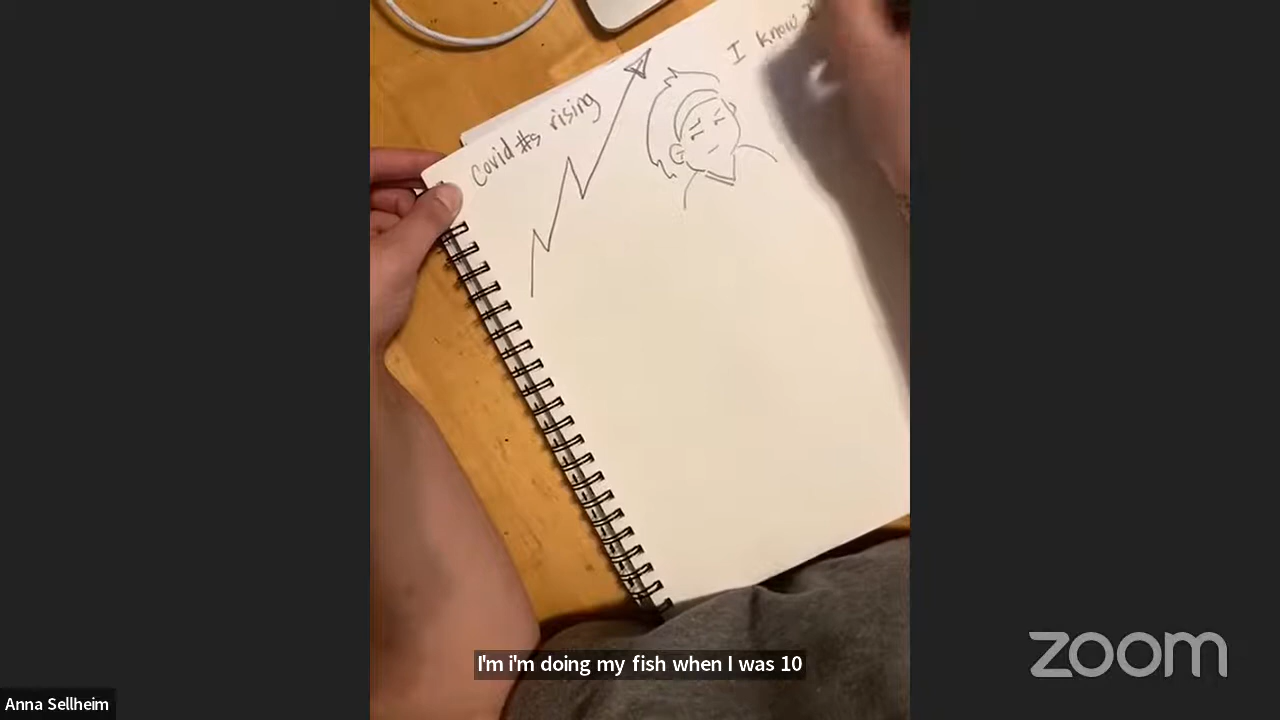 Covid #s rising
I know
I'm i'm doing my fish when I was 10
zoom
Anna Sellheim